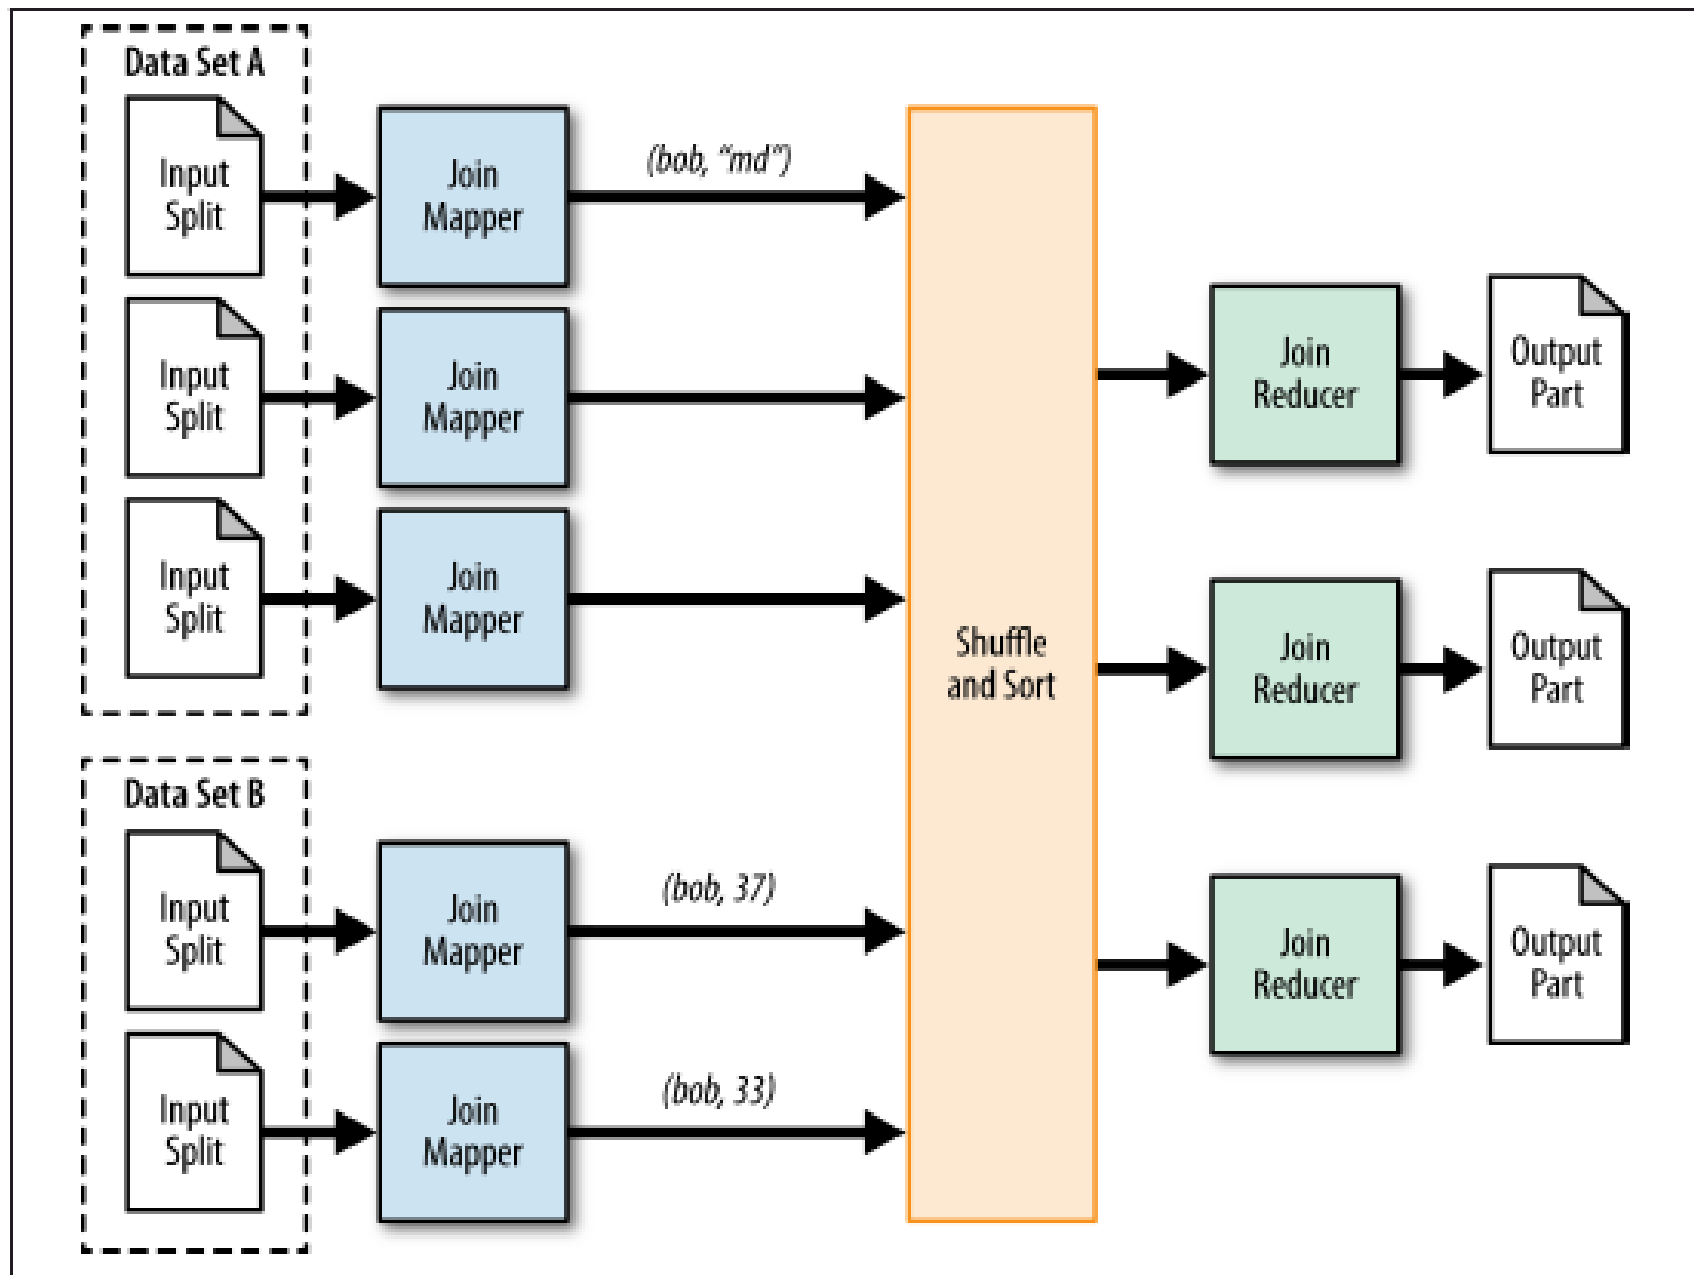 Data Set A
Input
Split
Join
Mapper
(bob, “md”)
Input
Split
Join
Mapper
Input
Split
Join
Mapper
Data Set B
Input
Split
Join
Mapper
(bob, 37)
Input
Split
Join
Mapper
(bob, 33)
Shuffle
and Sort
Join
Reducer
Output
Part
Join
Reducer
Output
Part
Join
Reducer
Output
Part